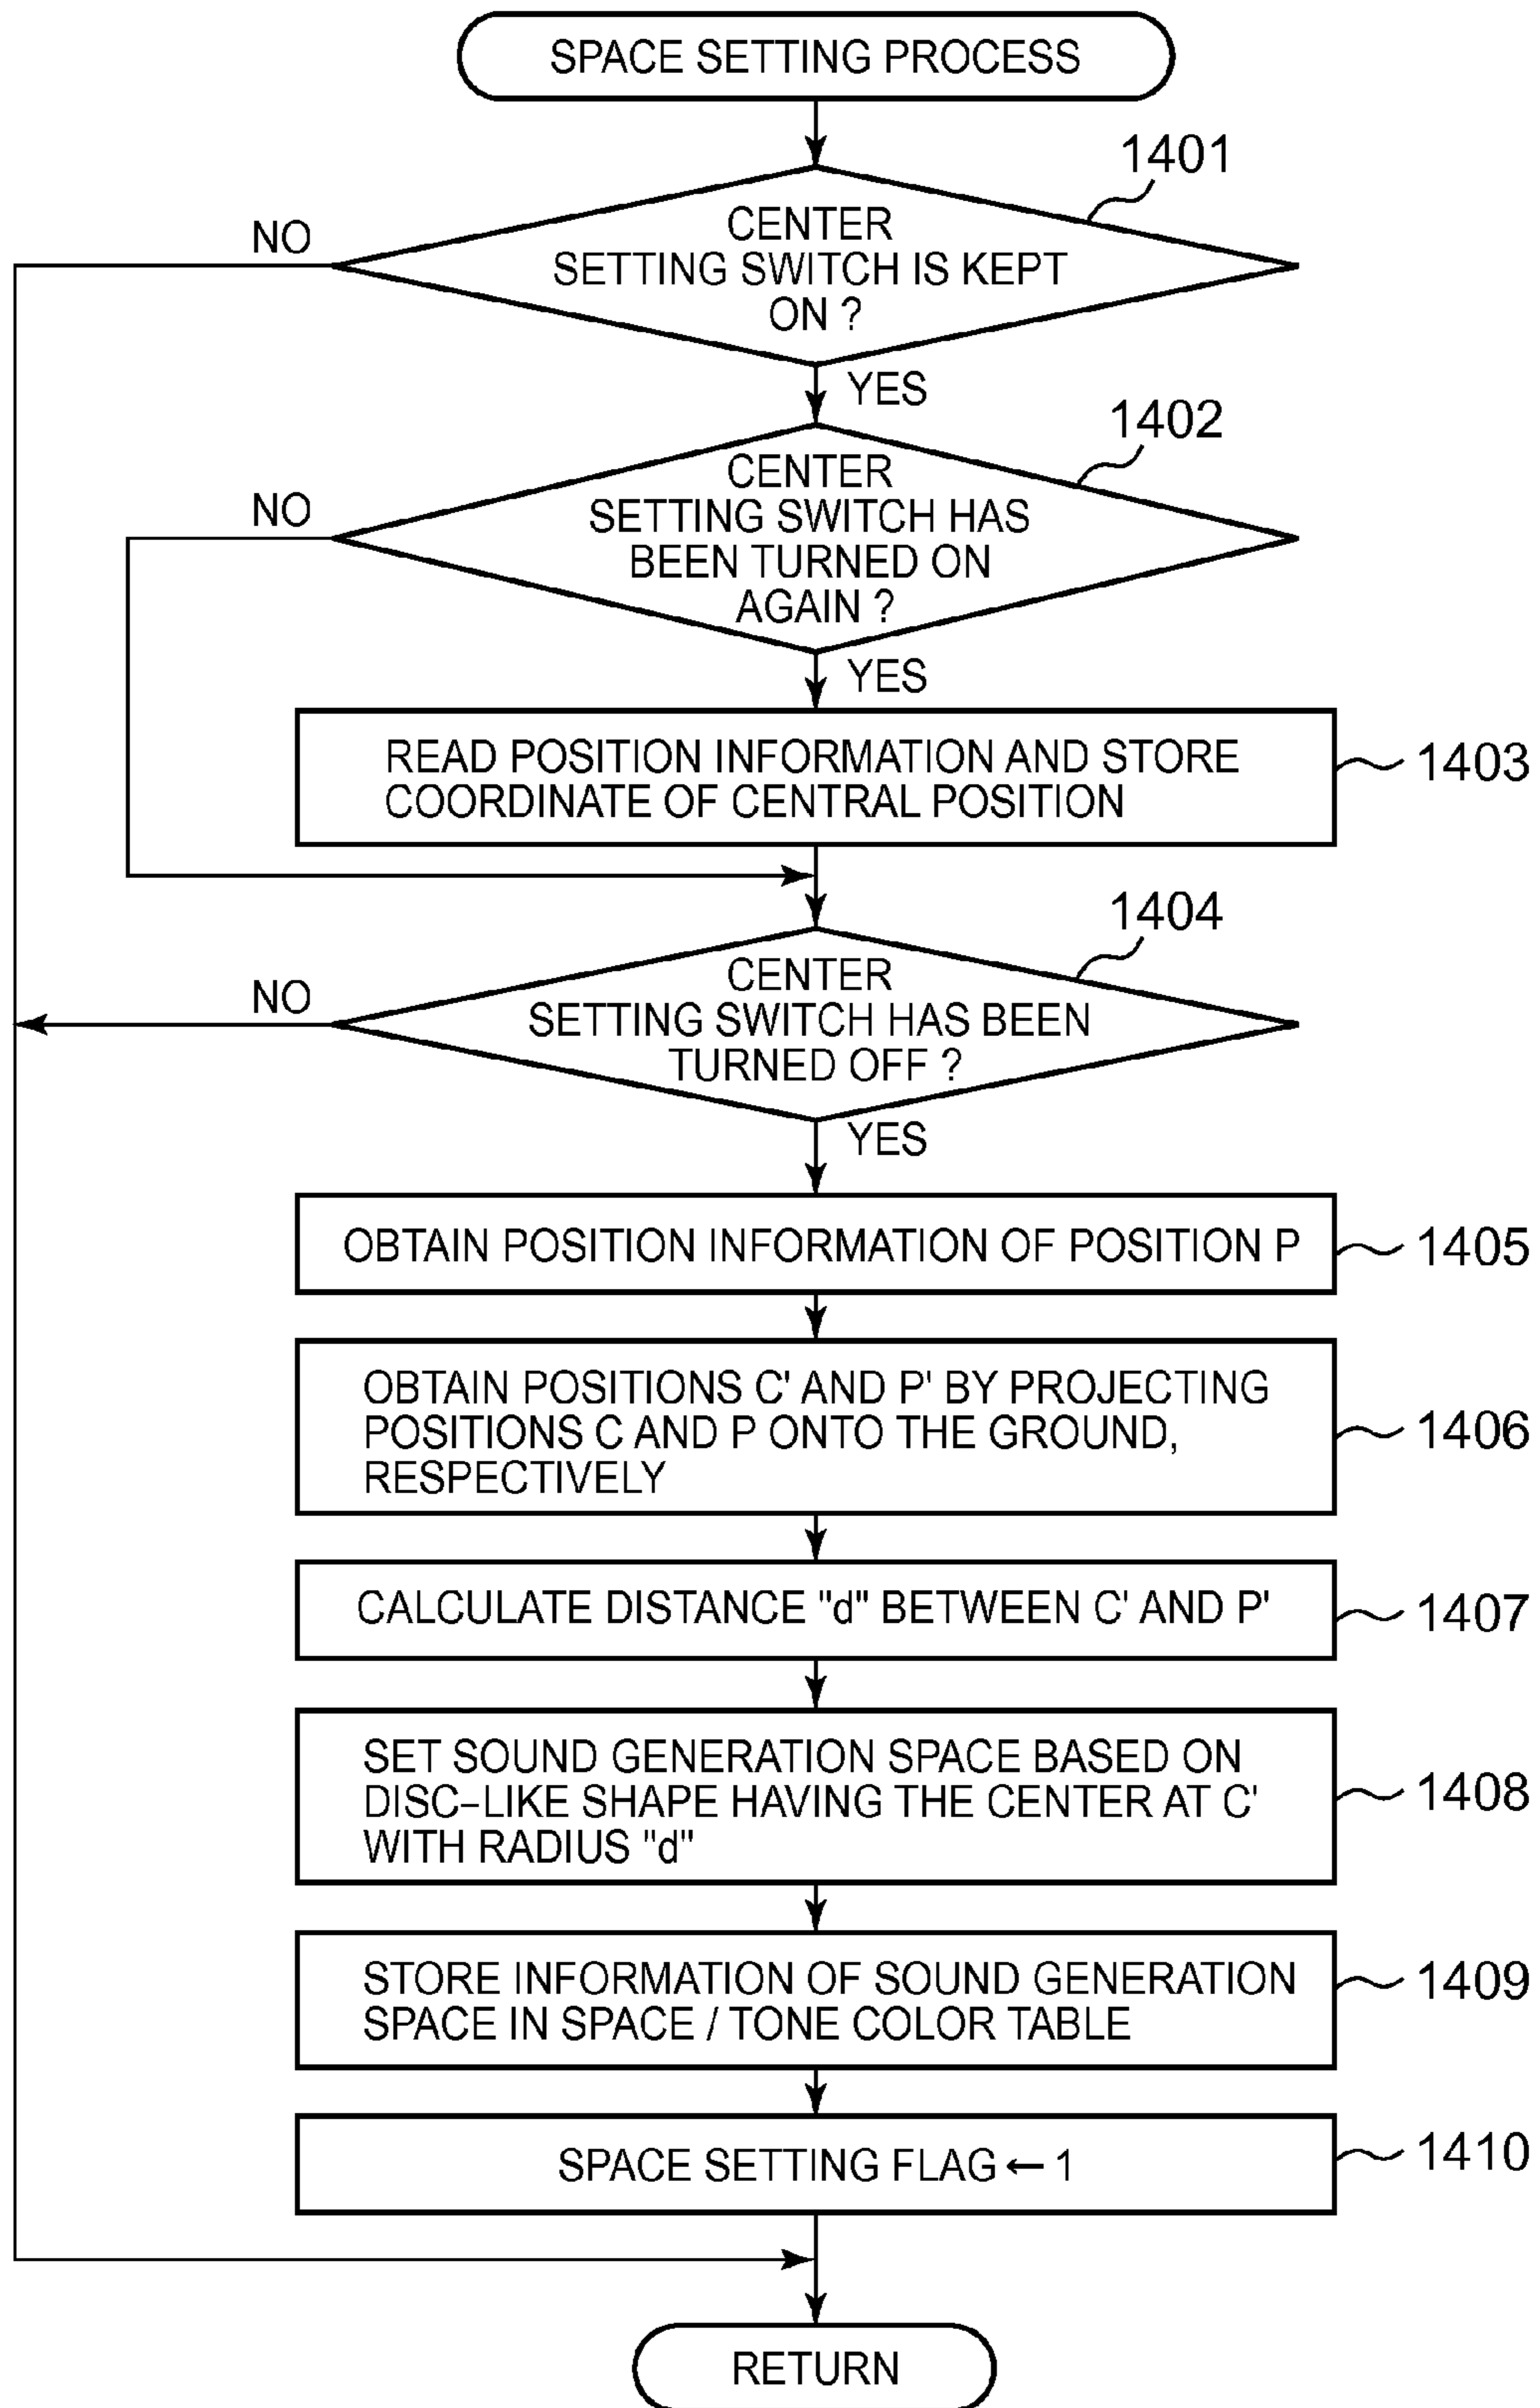 SPACE SETTING PROCESS
1401
NO
CENTER
SETTING SWITCH IS KEPT
ON ?
YES
1402
NO
CENTER
SETTING SWITCH HAS
BEEN TURNED ON
AGAIN ?
YES
READ POSITION INFORMATION AND STORE
COORDINATE OF CENTRAL POSITION
1403
1404
NO
CENTER
SETTING SWITCH HAS BEEN
TURNED OFF ?
YES
OBTAIN POSITION INFORMATION OF POSITION P
1405
OBTAIN POSITIONS C' AND P' BY PROJECTING
POSITIONS C AND P ONTO THE GROUND,
RESPECTIVELY
1406
CALCULATE DISTANCE "d" BETWEEN C' AND P'
1407
SET SOUND GENERATION SPACE BASED ON
DISC–LIKE SHAPE HAVING THE CENTER AT C'
WITH RADIUS "d"
1408
STORE INFORMATION OF SOUND GENERATION
SPACE IN SPACE / TONE COLOR TABLE
1409
SPACE SETTING FLAG ← 1
1410
RETURN